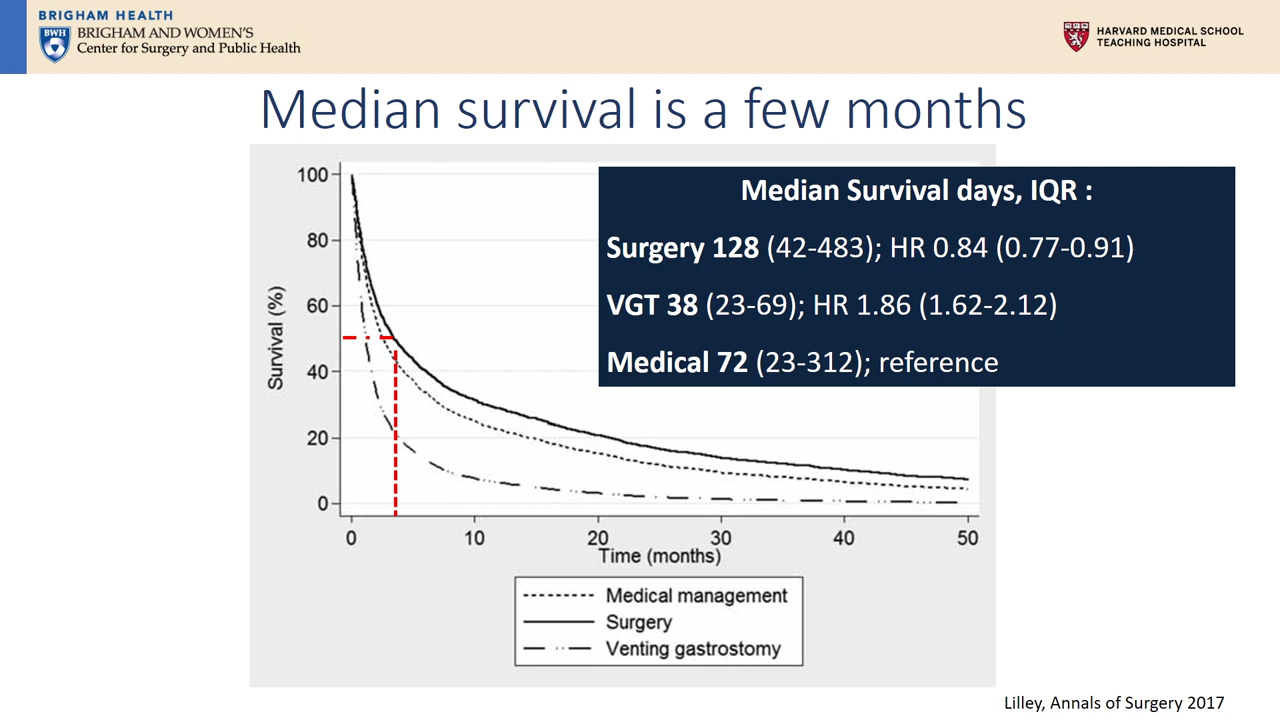 BRIGHAM HEALTH
BWH
BRIGHAM AND WOMEN'S
Center for Surgery and Public Health
HARVARD MEDICAL SCHOOL
TEACHING HOSPITAL
Median survival is a few months
Median Survival days, IQR :
Surgery 128 (42-483); HR 0.84 (0.77-0.91)
VGT 38 (23-69); HR 1.86 (1.62-2.12)
Medical 72 (23-312); reference
Survival (%)
100
80
60
40
20
0
0 10 20 30 40 50
Time (months)
Medical management
Surgery
Venting gastrostomy
Lilley, Annals of Surgery 2017